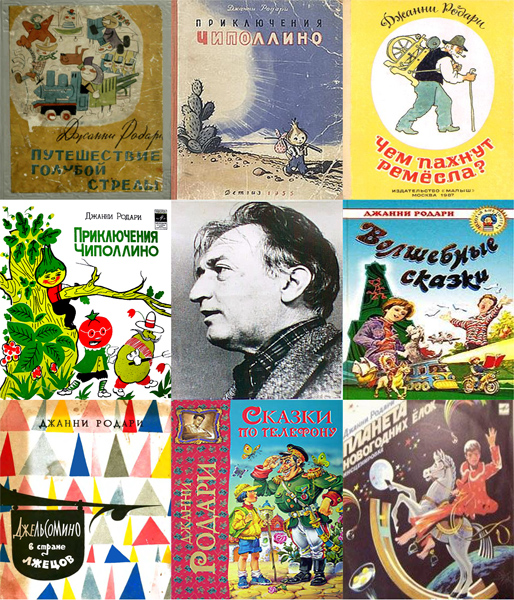 Джанни Родари
ПУТЕШЕСТВИЕ
ГОЛУБОЙ
СТРЕЛЫ
Джанни Родари
ПРИКЛЮЧЕНИЯ
ЧИПОЛЛИНО
Детгиз 1955
Джанни Родари
Чем пахнут
ремёсла?
ИЗДАТЕЛЬСТВО «МАЛЫШ»
МОСКВА 1987
ДЖАННИ РОДАРИ
ПРИКЛЮЧЕНИЯ
ЧИПОЛЛИНО
ДЖАННИ РОДАРИ
Волшебные
сказки
ДЖАННИ РОДАРИ
ДЖЕЛЬСОМИНО
в стране
ЛЖЕЦОВ
ДЖАННИ
РОДАРИ
СКАЗКИ
ПО ТЕЛЕФОНУ
Джанни Родари
ПЛАНЕТА
НОВОГОДНИХ ЁЛОК